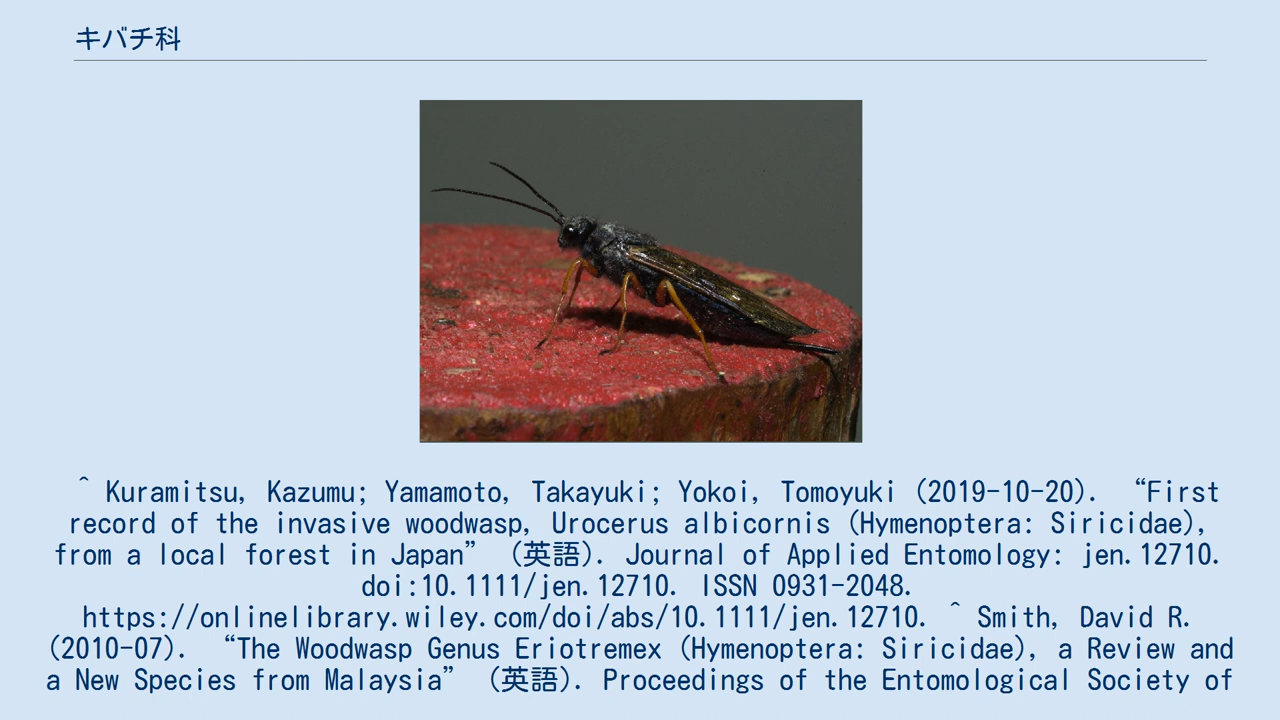 キバチ科
^ Kuramitsu, Kazumu; Yamamoto, Takayuki; Yokoi, Tomoyuki (2019-10-20). “First
record of the invasive woodwasp, Urocerus albicornis (Hymenoptera: Siricidae),
from a local forest in Japan” (英語). Journal of Applied Entomology: jen.12710.
doi:10.1111/jen.12710. ISSN 0931-2048.
https://onlinelibrary.wiley.com/doi/abs/10.1111/jen.12710. ^ Smith, David R.
(2010-07). “The Woodwasp Genus Eriotremex (Hymenoptera: Siricidae), a Review and
a New Species from Malaysia” (英語). Proceedings of the Entomological Society of